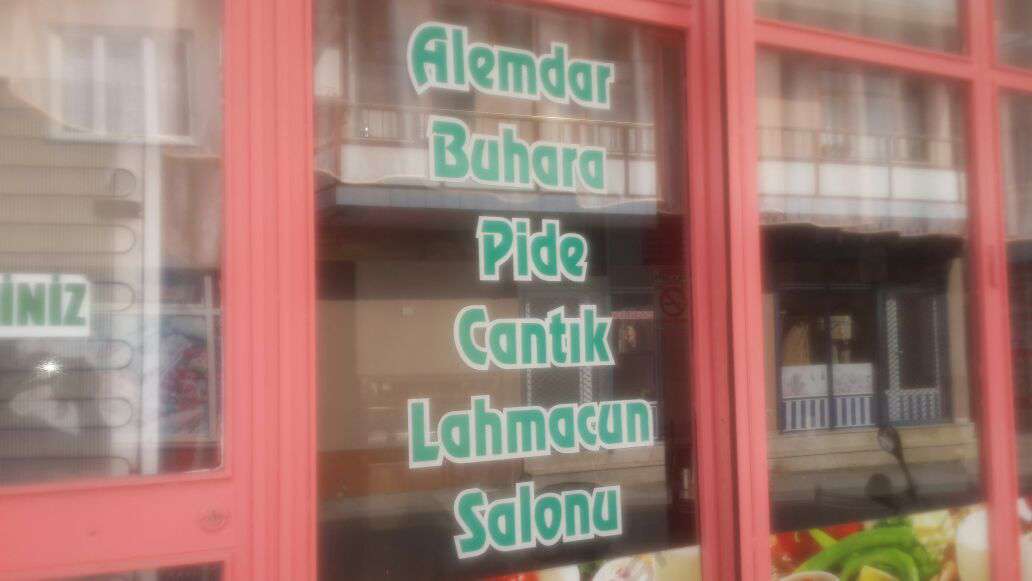 Alemdar
Buhara
Pide
Cantık
Lahmacun
Salonu
İNİZ